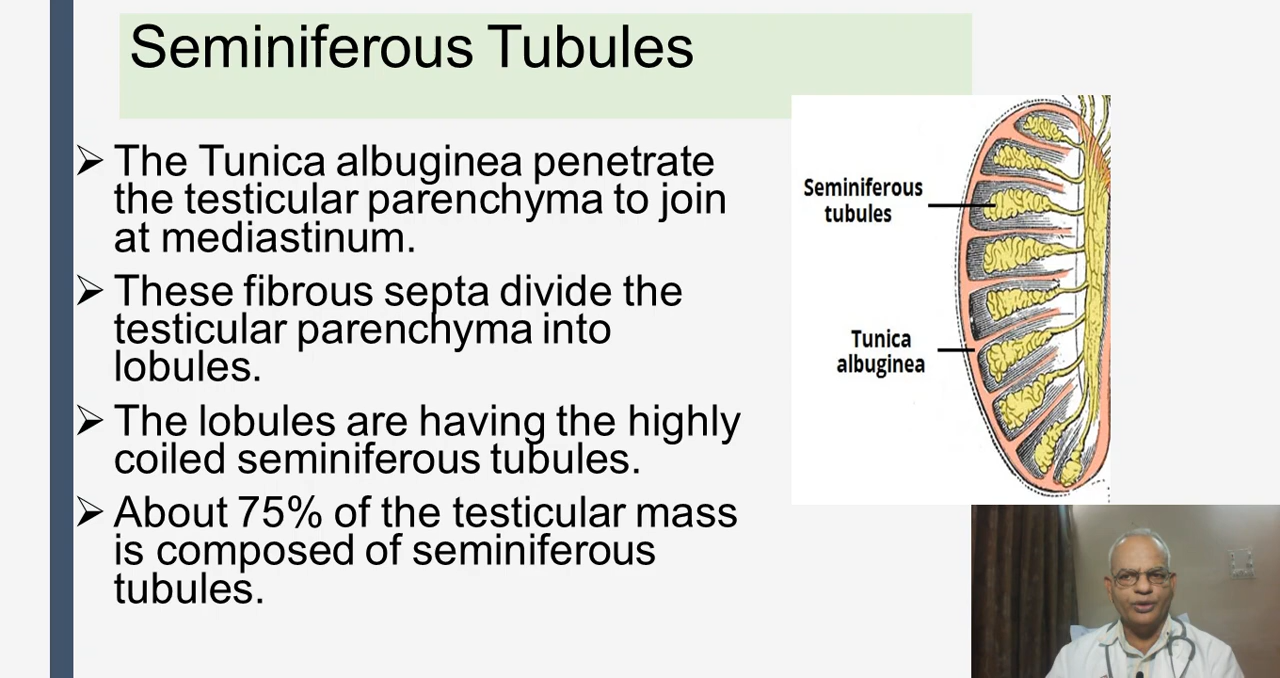 Seminiferous Tubules
➢ The Tunica albuginea penetrate
the testicular parenchyma to join
at mediastinum.
➢ These fibrous septa divide the
testicular parenchyma into
lobules.
➢ The lobules are having the highly
coiled seminiferous tubules.
➢ About 75% of the testicular mass
is composed of seminiferous
tubules.
Seminiferous
tubules
Tunica
albuginea